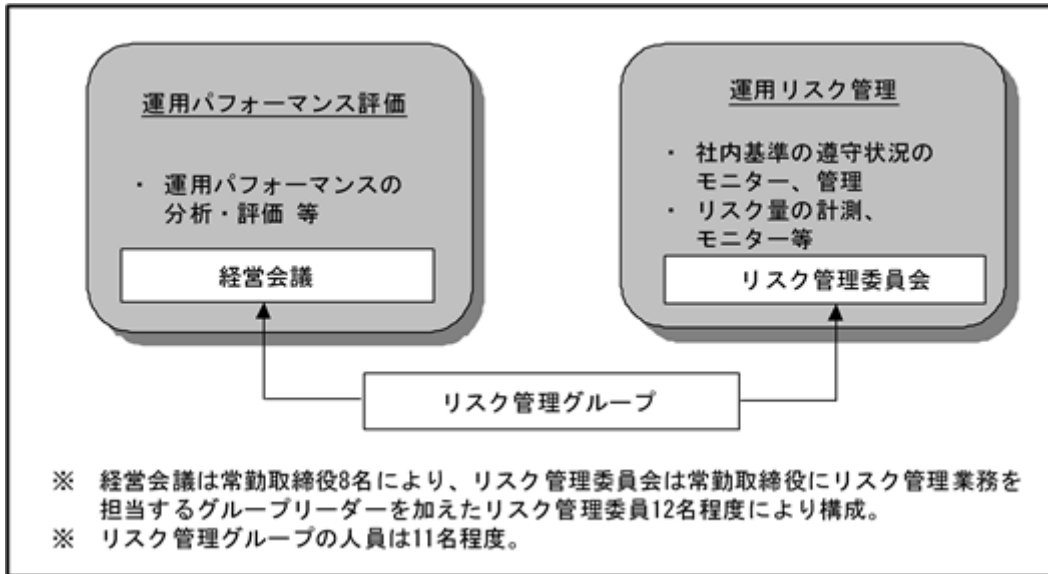 運用パフォーマンス評価
・ 運用パフォーマンスの
分析・評価 等
経営会議
運用リスク管理
・ 社内基準の遵守状況の
モニター、管理
・ リスク量の計測、
モニター等
リスク管理委員会
リスク管理グループ
※ 経営会議は常勤取締役8名により、リスク管理委員会は常勤取締役にリスク管理業務を
担当するグループリーダーを加えたリスク管理委員12名程度により構成。
※ リスク管理グループの人員は11名程度。